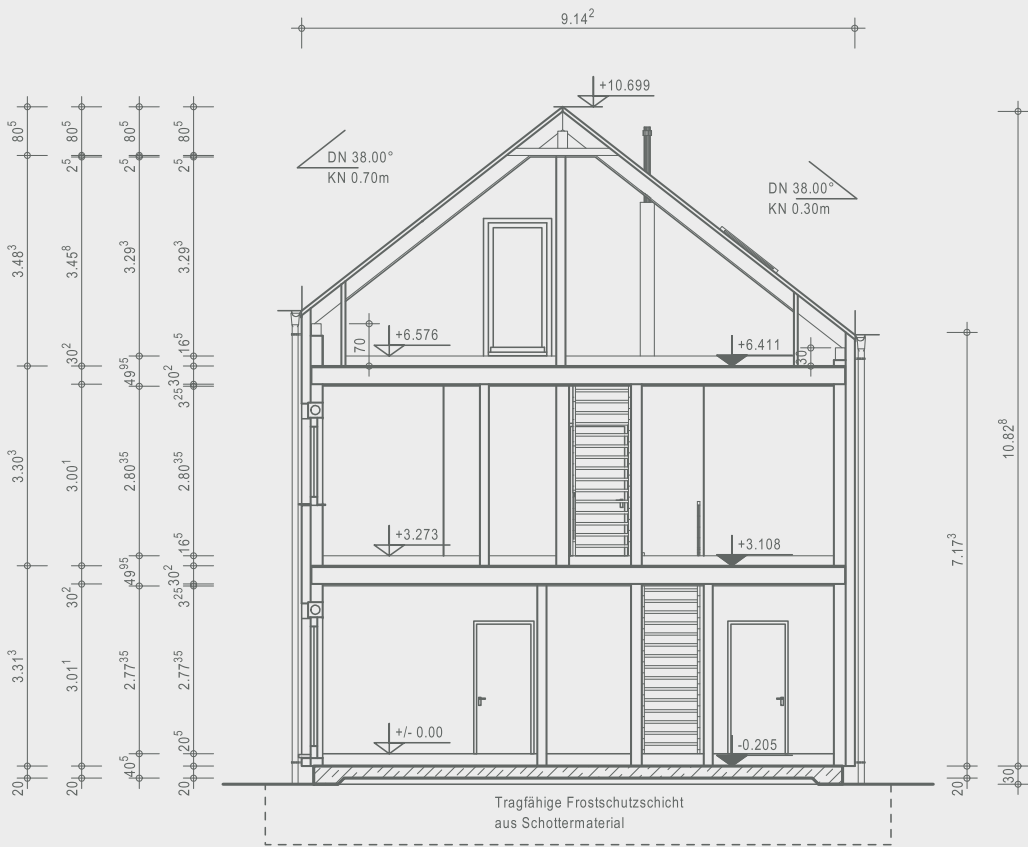 9.14²
+10.699
80⁵ 80⁵ 80⁵ 80⁵
2⁵ 2⁵ 2⁵
DN 38.00°
KN 0.70m
DN 38.00°
KN 0.30m
3.48³ 3.45⁸ 3.29³ 3.29³
+6.576
70
+6.411
30
30² 49⁹⁵ 16⁵
3²⁵ 30²
3.30³ 3.00¹ 2.80³⁵ 2.80³⁵
10.82⁸
7.17³
+3.273
+3.108
30² 49⁹⁵ 16⁵
3²⁵ 30²
3.31³ 3.01¹ 2.77³⁵ 2.77³⁵
+/- 0.00
-0.205
20⁵
20 20 40⁵ 20
20 30
Tragfähige Frostschutzschicht
aus Schottermaterial